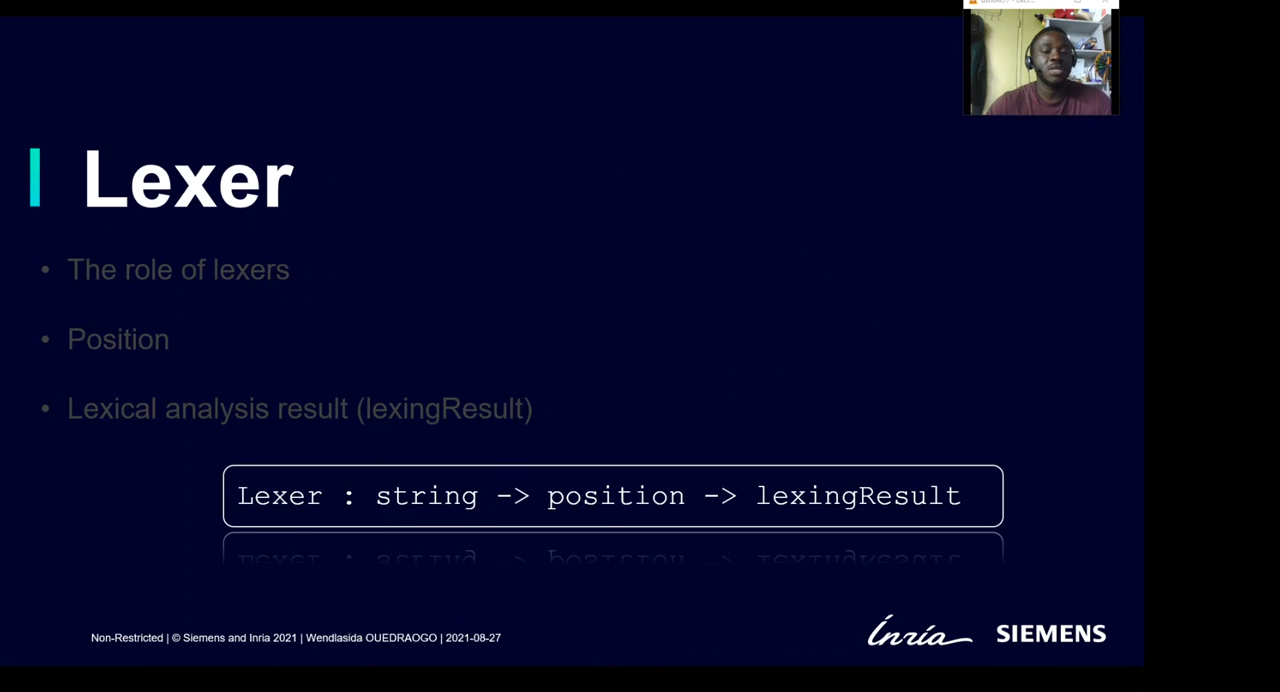 Lexer
• The role of lexers
• Position
• Lexical analysis result (lexingResult)
Lexer : string -> position -> lexingResult
Non-Restricted | © Siemens and Inria 2021 | Wendlasida OUEDRAOGO | 2021-08-27
Inria
SIEMENS